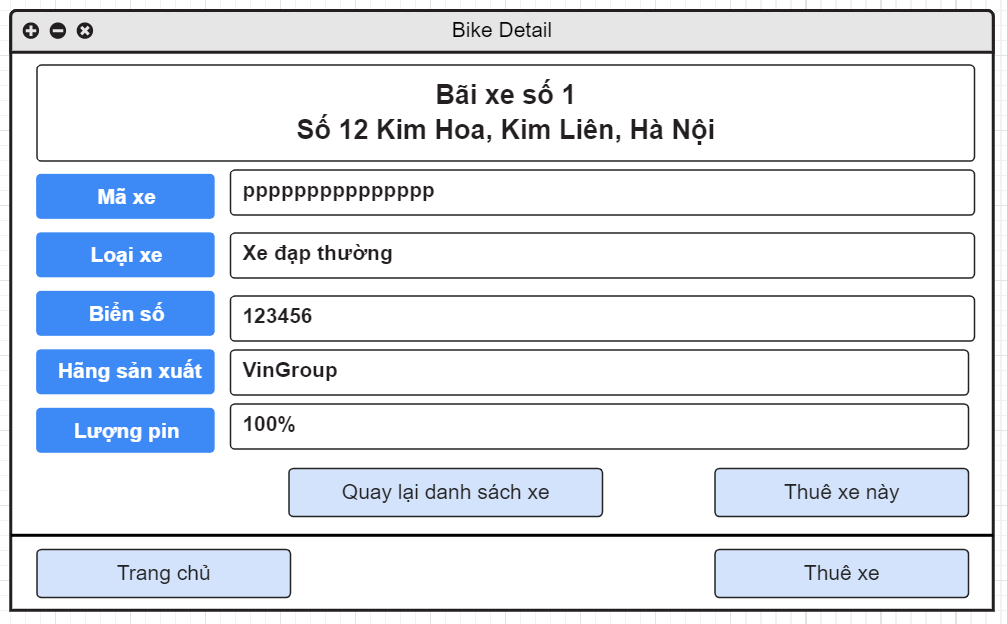 Bike Detail
Bãi xe số 1
Số 12 Kim Hoa, Kim Liên, Hà Nội
Mã xe
ppppppppppppppp
Loại xe
Xe đạp thường
Biển số
123456
Hãng sản xuất
VinGroup
Lượng pin
100%
Quay lại danh sách xe
Thuê xe này
Trang chủ
Thuê xe